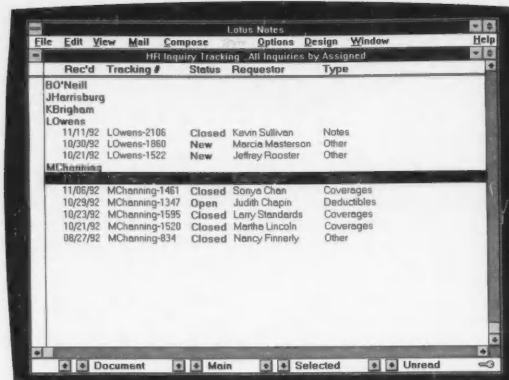 Lotus Notes
File Edit View Mail Compose Options Design Window Help
HR Inquiry Tracking All Inquiries by Assigned
Rec'd Tracking # Status Requestor Type
BO'Neill
JHarrisburg
KBrigham
LOwens
11/11/92 LOwens-2106 Closed Kevin Sullivan Notes
10/30/92 LOwens-1860 New Marcia Masterson Other
10/21/92 LOwens-1522 New Jeffrey Rooster Other
MChanning
11/06/92 MChanning-1461 Closed Sonya Chan Coverages
10/29/92 MChanning-1347 Open Judith Chapin Deductibles
10/23/92 MChanning-1595 Closed Larry Standards Coverages
10/21/92 MChanning-1520 Closed Martha Lincoln Coverages
08/27/92 MChanning-834 Closed Nancy Finnerly Other
Document Main Selected Unread